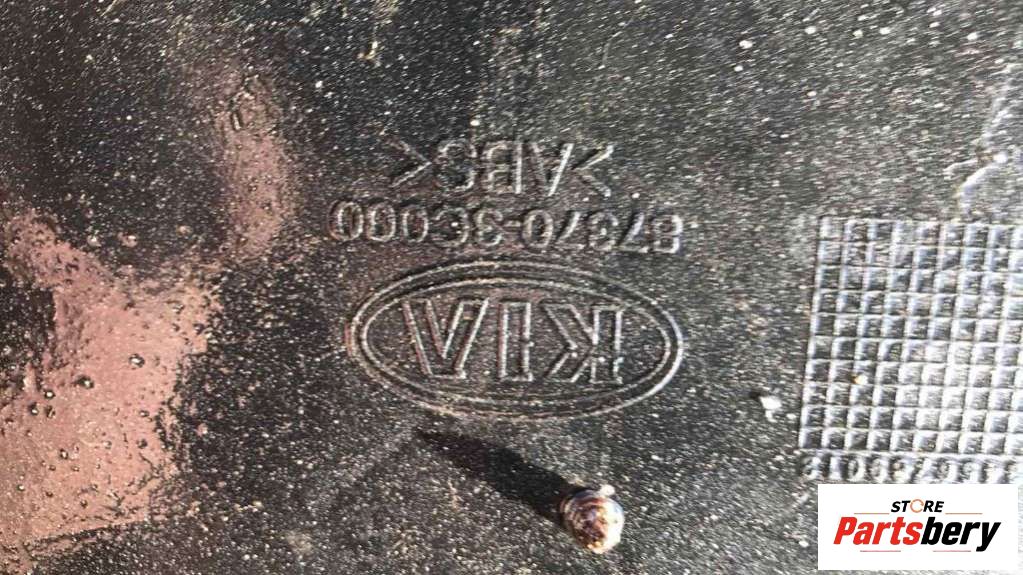 KIA
87370-3E000
>ABS<
STORE
Partsbery